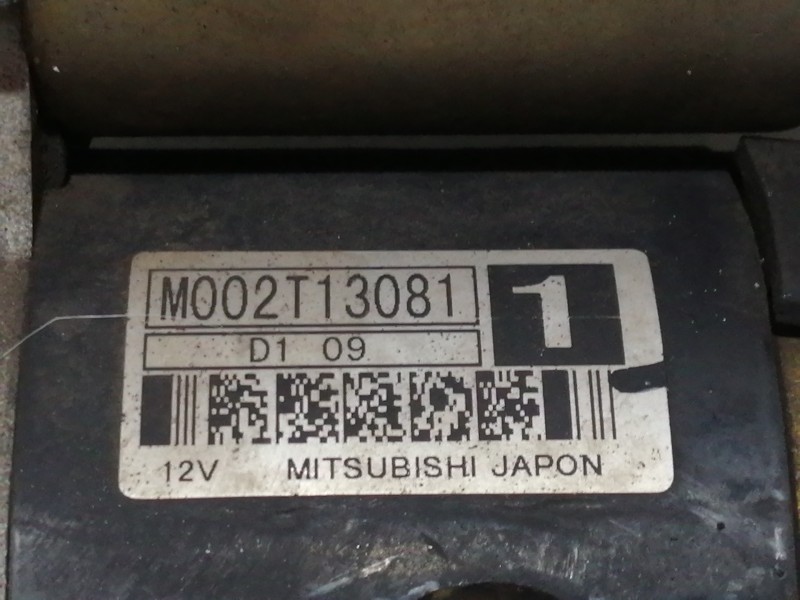 M002T13081
1
D1 09
12V MITSUBISHI JAPON